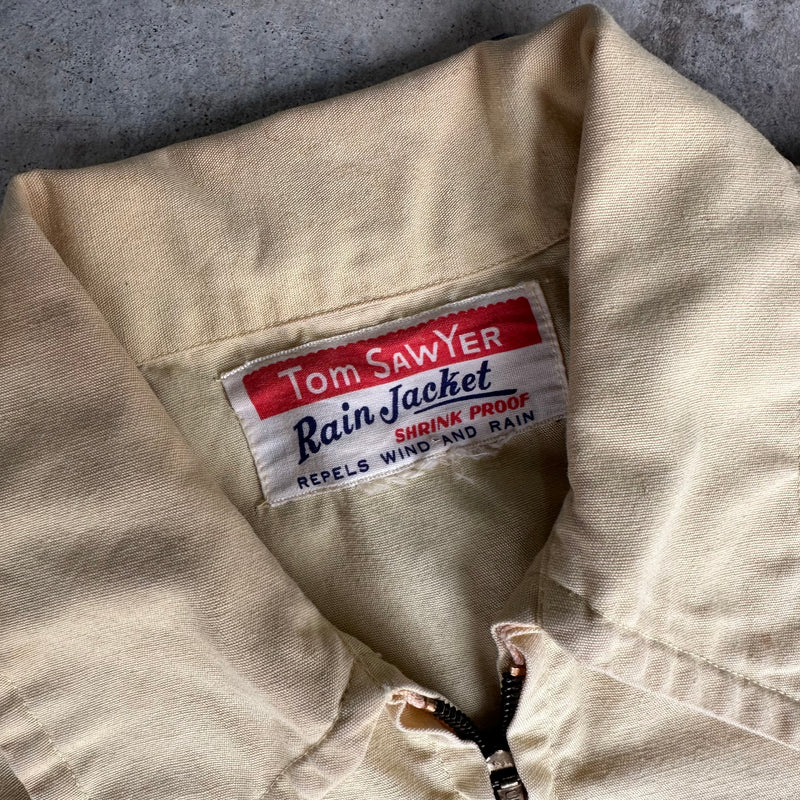 Tom SAWYER
Rain Jacket
SHRINK PROOF
REPELS WIND AND RAIN